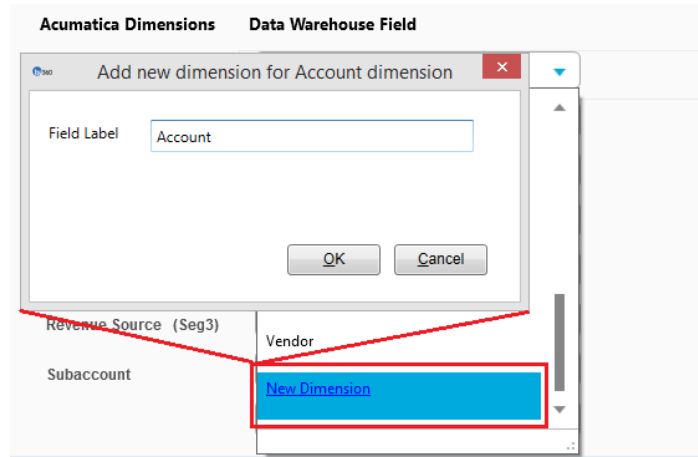 Acumatica Dimensions Data Warehouse Field
Add new dimension for Account dimension
Field Label Account
OK Cancel
Revenue Source (Seg3)
Vendor
Subaccount
New Dimension